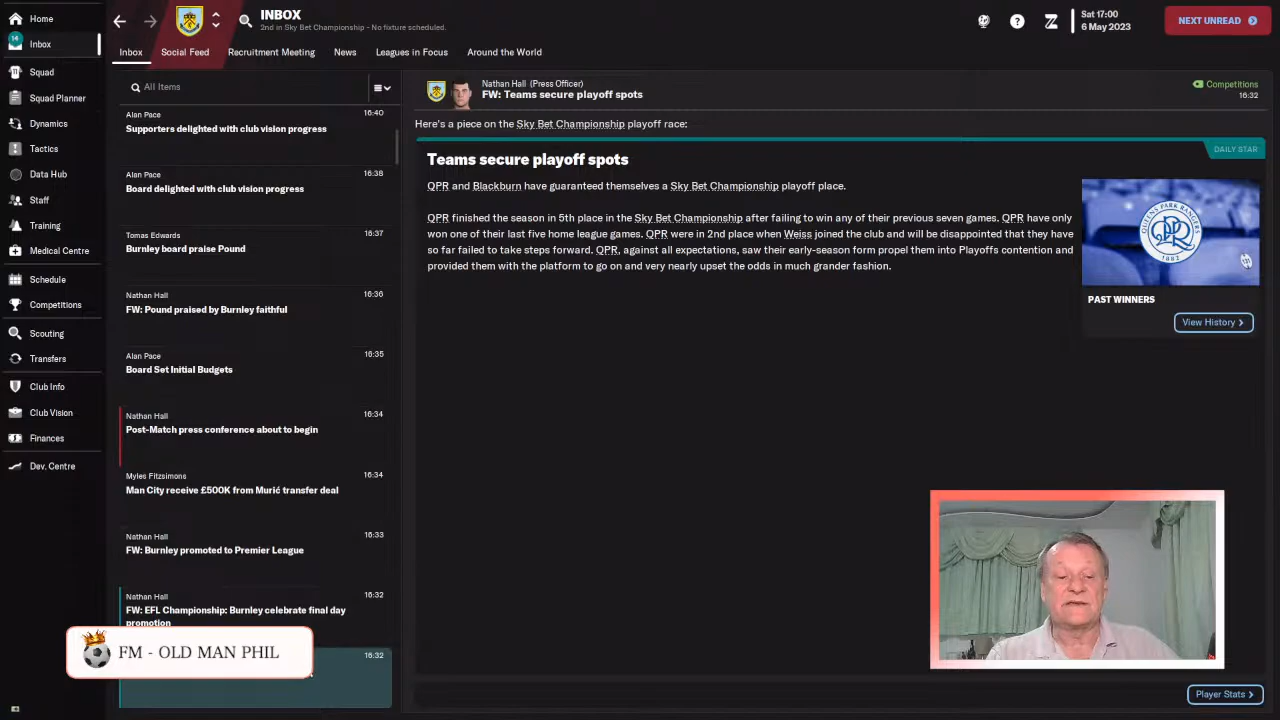 Home
Inbox
14
Squad
Squad Planner
Dynamics
Tactics
Data Hub
Staff
Training
Medical Centre
Schedule
Competitions
Scouting
Transfers
Club Info
Club Vision
Finances
Dev. Centre
INBOX
2nd in Sky Bet Championship - No fixture scheduled.
Sat 17:00
6 May 2023
NEXT UNREAD
Inbox
Social Feed
Recruitment Meeting
News
Leagues in Focus
Around the World
All Items
Alan Pace
16:40
Supporters delighted with club vision progress
Alan Pace
16:38
Board delighted with club vision progress
Tomas Edwards
16:37
Burnley board praise Pound
Nathan Hall
16:36
FW: Pound praised by Burnley faithful
Alan Pace
16:35
Board Set Initial Budgets
Nathan Hall
16:34
Post-Match press conference about to begin
Myles Fitzsimons
16:34
Man City receive £500K from Murić transfer deal
Nathan Hall
16:33
FW: Burnley promoted to Premier League
Nathan Hall
16:32
FW: EFL Championship: Burnley celebrate final day
promotion
16:32
FM - OLD MAN PHIL
Nathan Hall (Press Officer)
FW: Teams secure playoff spots
Competitions
16:32
Here's a piece on the Sky Bet Championship playoff race:
DAILY STAR
Teams secure playoff spots
QPR and Blackburn have guaranteed themselves a Sky Bet Championship playoff place.
QPR finished the season in 5th place in the Sky Bet Championship after failing to win any of their previous seven games. QPR have only
won one of their last five home league games. QPR were in 2nd place when Weiss joined the club and will be disappointed that they have
so far failed to take steps forward. QPR, against all expectations, saw their early-season form propel them into Playoffs contention and
provided them with the platform to go on and very nearly upset the odds in much grander fashion.
QUEENS PARK RANGERS
QPR
1882
PAST WINNERS
View History
Player Stats